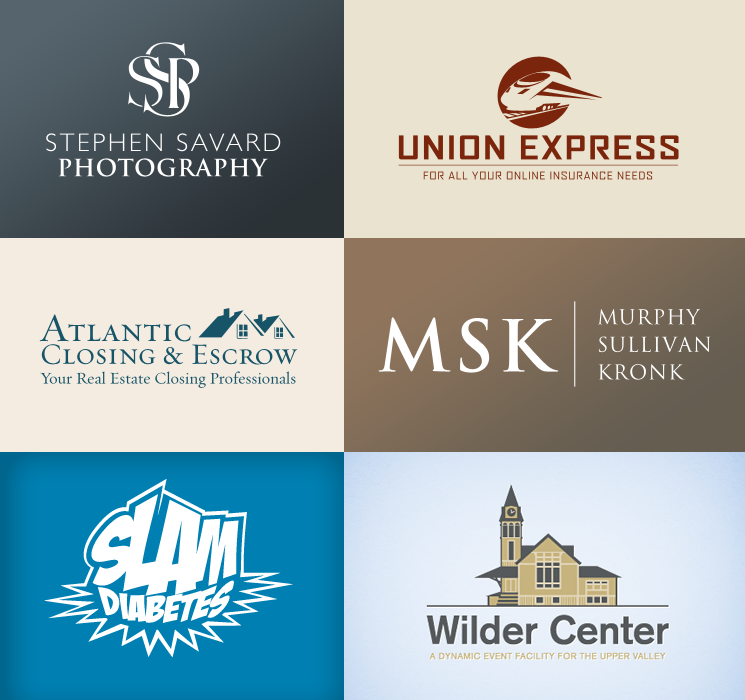 SSP
STEPHEN SAVARD
PHOTOGRAPHY
UNION EXPRESS
FOR ALL YOUR ONLINE INSURANCE NEEDS
ATLANTIC
CLOSING & ESCROW
Your Real Estate Closing Professionals
MSK
MURPHY
SULLIVAN
KRONK
SLAM
DIABETES
Wilder Center
A DYNAMIC EVENT FACILITY FOR THE UPPER VALLEY